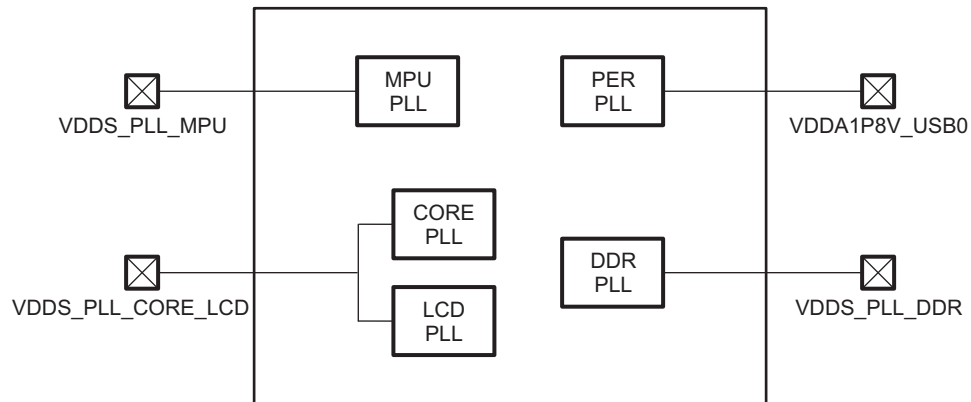 MPU
PLL
PER
PLL
VDDS_PLL_MPU
VDDA1P8V_USB0
CORE
PLL
DDR
PLL
LCD
PLL
VDDS_PLL_CORE_LCD
VDDS_PLL_DDR